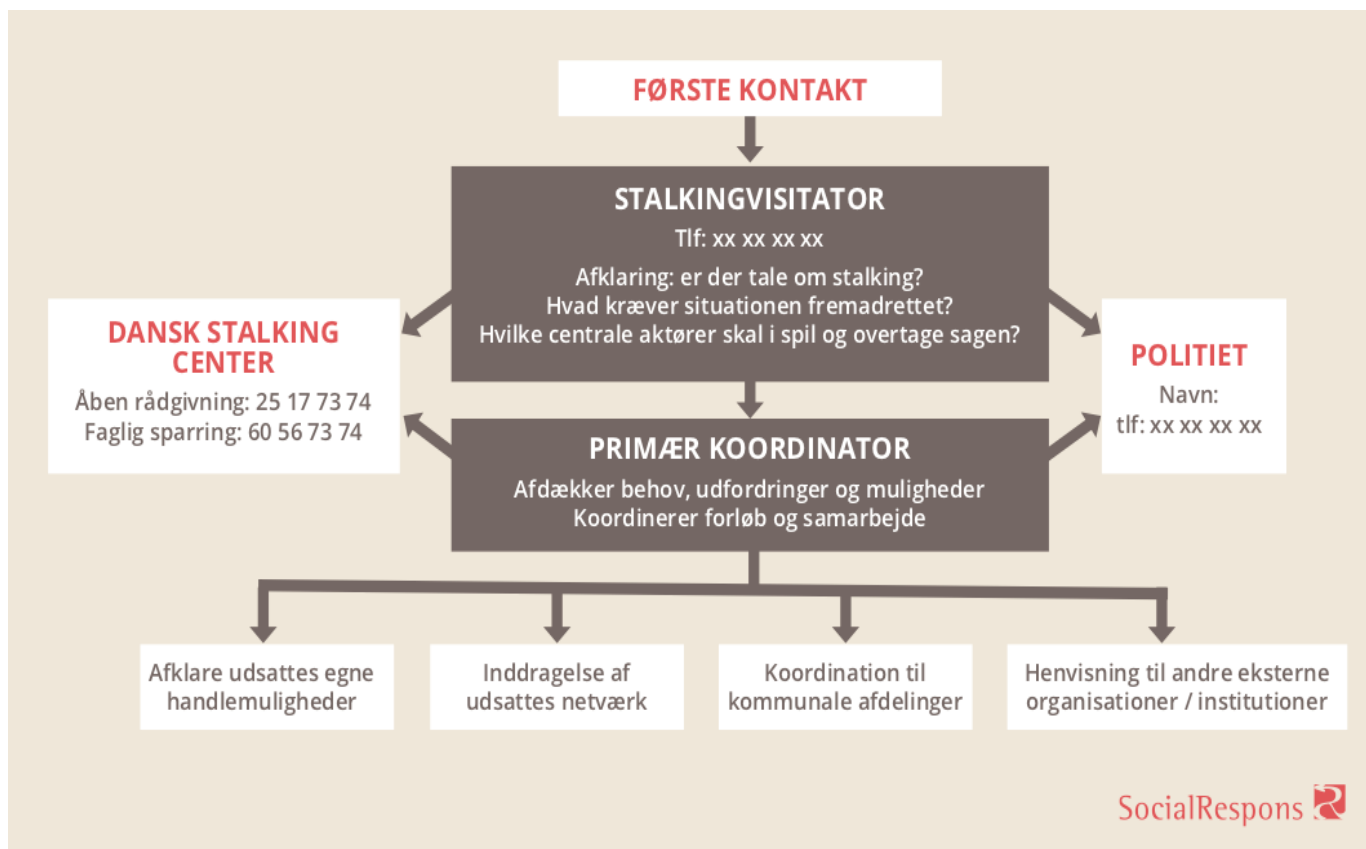 FØRSTE KONTAKT
STALKINGVISITATOR
Tlf: xx xx xx xx
Afklaring: er der tale om stalking?
Hvad kræver situationen fremadrettet?
Hvilke centrale aktører skal i spil og overtage sagen?
DANSK STALKING
CENTER
Åben rådgivning: 25 17 73 74
Faglig sparring: 60 56 73 74
POLITIET
Navn:
tlf: xx xx xx xx
PRIMÆR KOORDINATOR
Afdækker behov, udfordringer og muligheder
Koordinerer forløb og samarbejde
Afklare udsattes egne
handlemuligheder
Inddragelse af
udsattes netværk
Koordination til
kommunale afdelinger
Henvisning til andre eksterne
organisationer / institutioner
SocialRespons